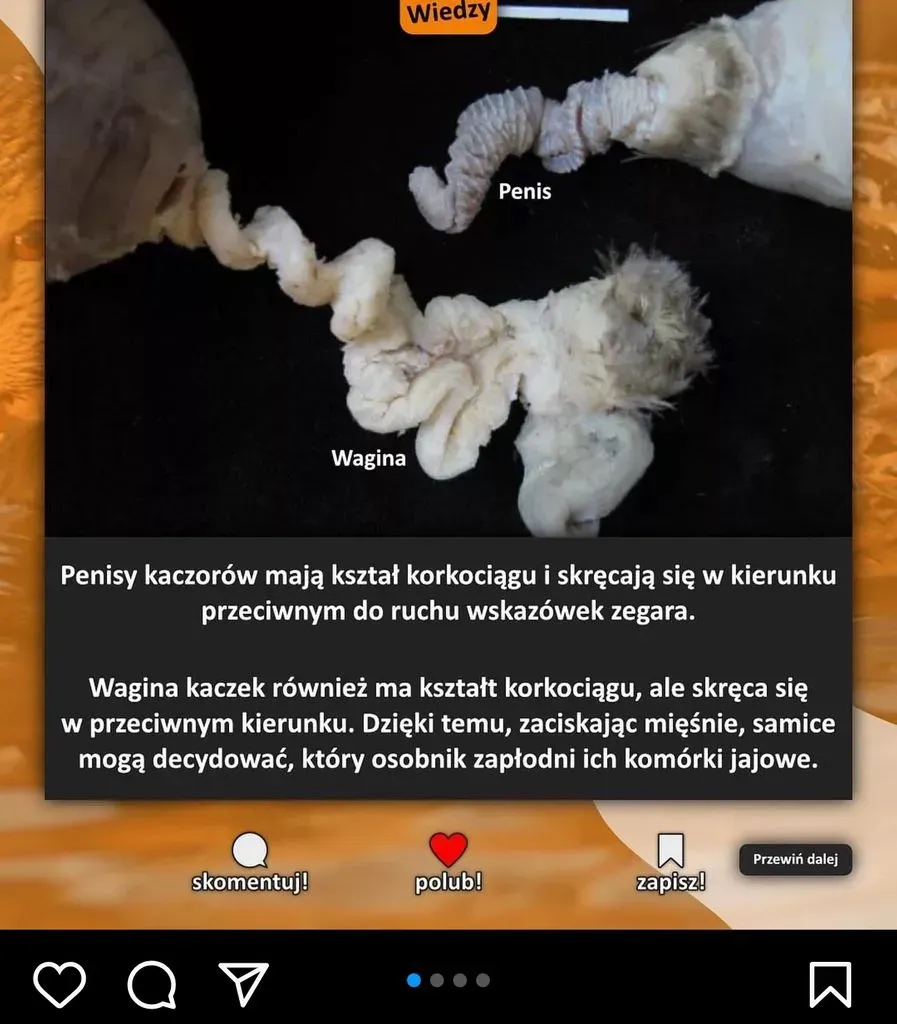 Wiedzy
Penis
Wagina
Penisy kaczorów mają kształ korkociągu i skręcają się w kierunku
przeciwnym do ruchu wskazówek zegara.
Wagina kaczek również ma kształt korkociągu, ale skręca się
w przeciwnym kierunku. Dzięki temu, zaciskając mięśnie, samice
mogą decydować, który osobnik zapłodni ich komórki jajowe.
skomentuj!
polub!
zapisz!
Przewiń dalej